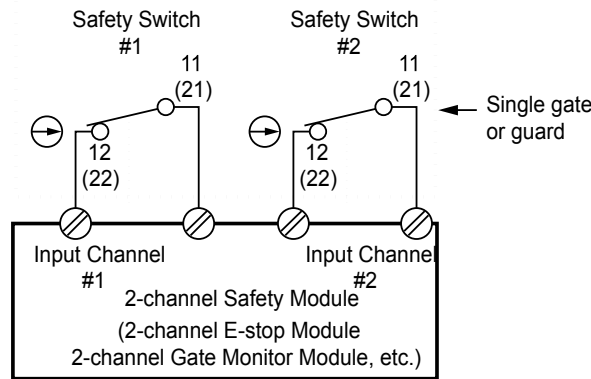 Safety Switch
#1
Safety Switch
#2
11
(21)
11
(21)
Single gate
or guard
12
(22)
12
(22)
Input Channel
#1
Input Channel
#2
2-channel Safety Module
(2-channel E-stop Module
2-channel Gate Monitor Module, etc.)